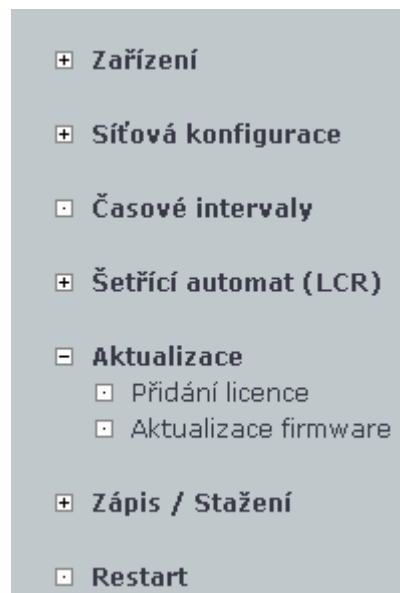 Zařízení
Síťová konfigurace
Časové intervaly
Šetřící automat (LCR)
Aktualizace
Přidání licence
Aktualizace firmware
Zápis / Stažení
Restart